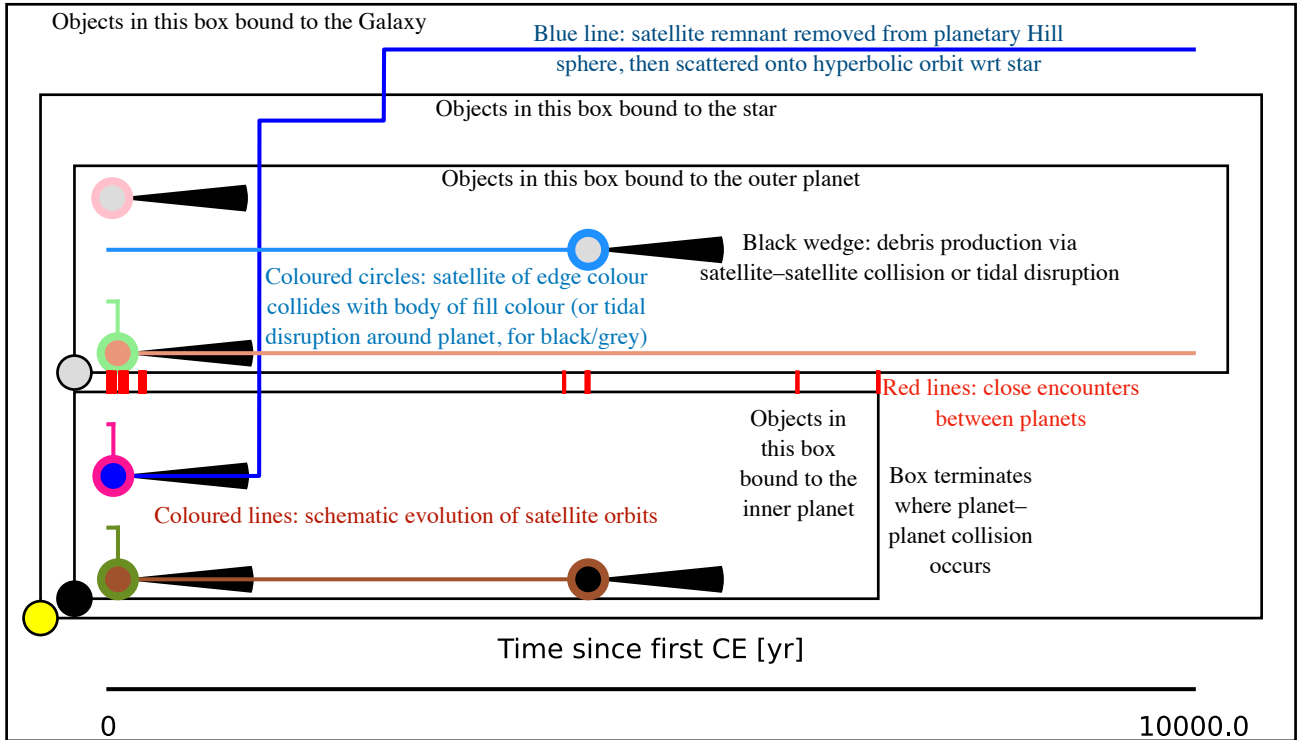 Objects in this box bound to the Galaxy
Blue line: satellite remnant removed from planetary Hill
sphere, then scattered onto hyperbolic orbit wrt star
Objects in this box bound to the star
Objects in this box bound to the outer planet
Black wedge: debris production via
satellite–satellite collision or tidal disruption
Coloured circles: satellite of edge colour
collides with body of fill colour (or tidal
disruption around planet, for black/grey)
Red lines: close encounters
between planets
Objects in
this box
bound to the
inner planet
Box terminates
where planet–
planet collision
occurs
Coloured lines: schematic evolution of satellite orbits
Time since first CE [yr]
0
10000.0